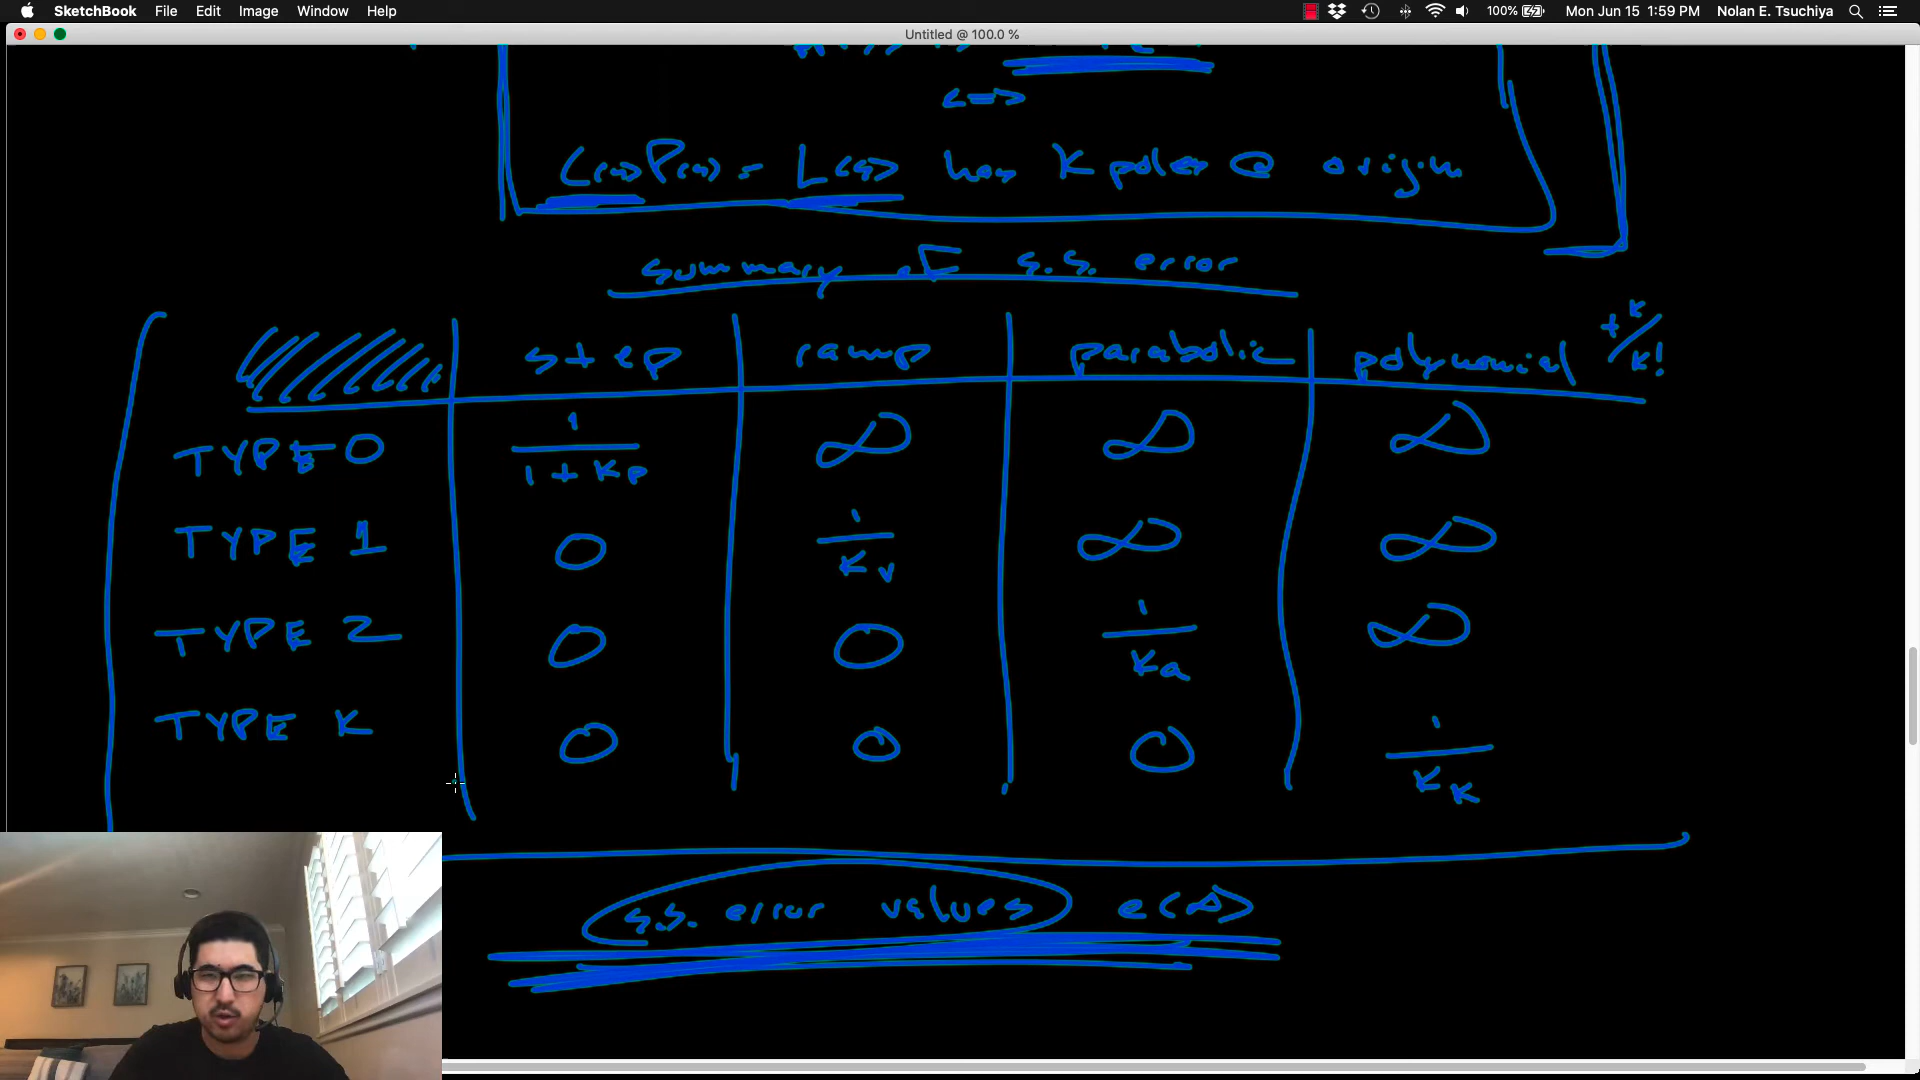 SketchBook File Edit Image Window Help 100% Mon Jun 15 1:59 PM Nolan E. Tsuchiya
Untitled @ 100.0 %
<=>
C(s)P(s) = L(s) has K poles @ origin
summary of s.s. error
step ramp parabolic polynomial t^k/k!
TYPE 0 1/(1+Kp) ∞ ∞ ∞
TYPE 1 0 1/Kv ∞ ∞
TYPE 2 0 0 1/Ka ∞
TYPE K 0 0 0 1/KK
s.s. error values e(∞)